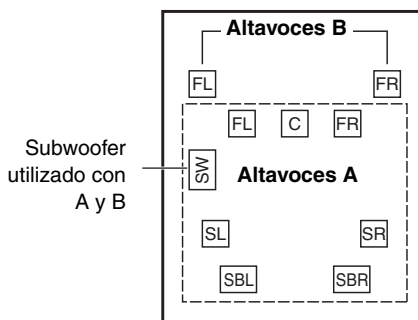 Altavoces B
FL FR
FL C FR
Subwoofer
utilizado con
A y B
SW
Altavoces A
SL SR
SBL SBR